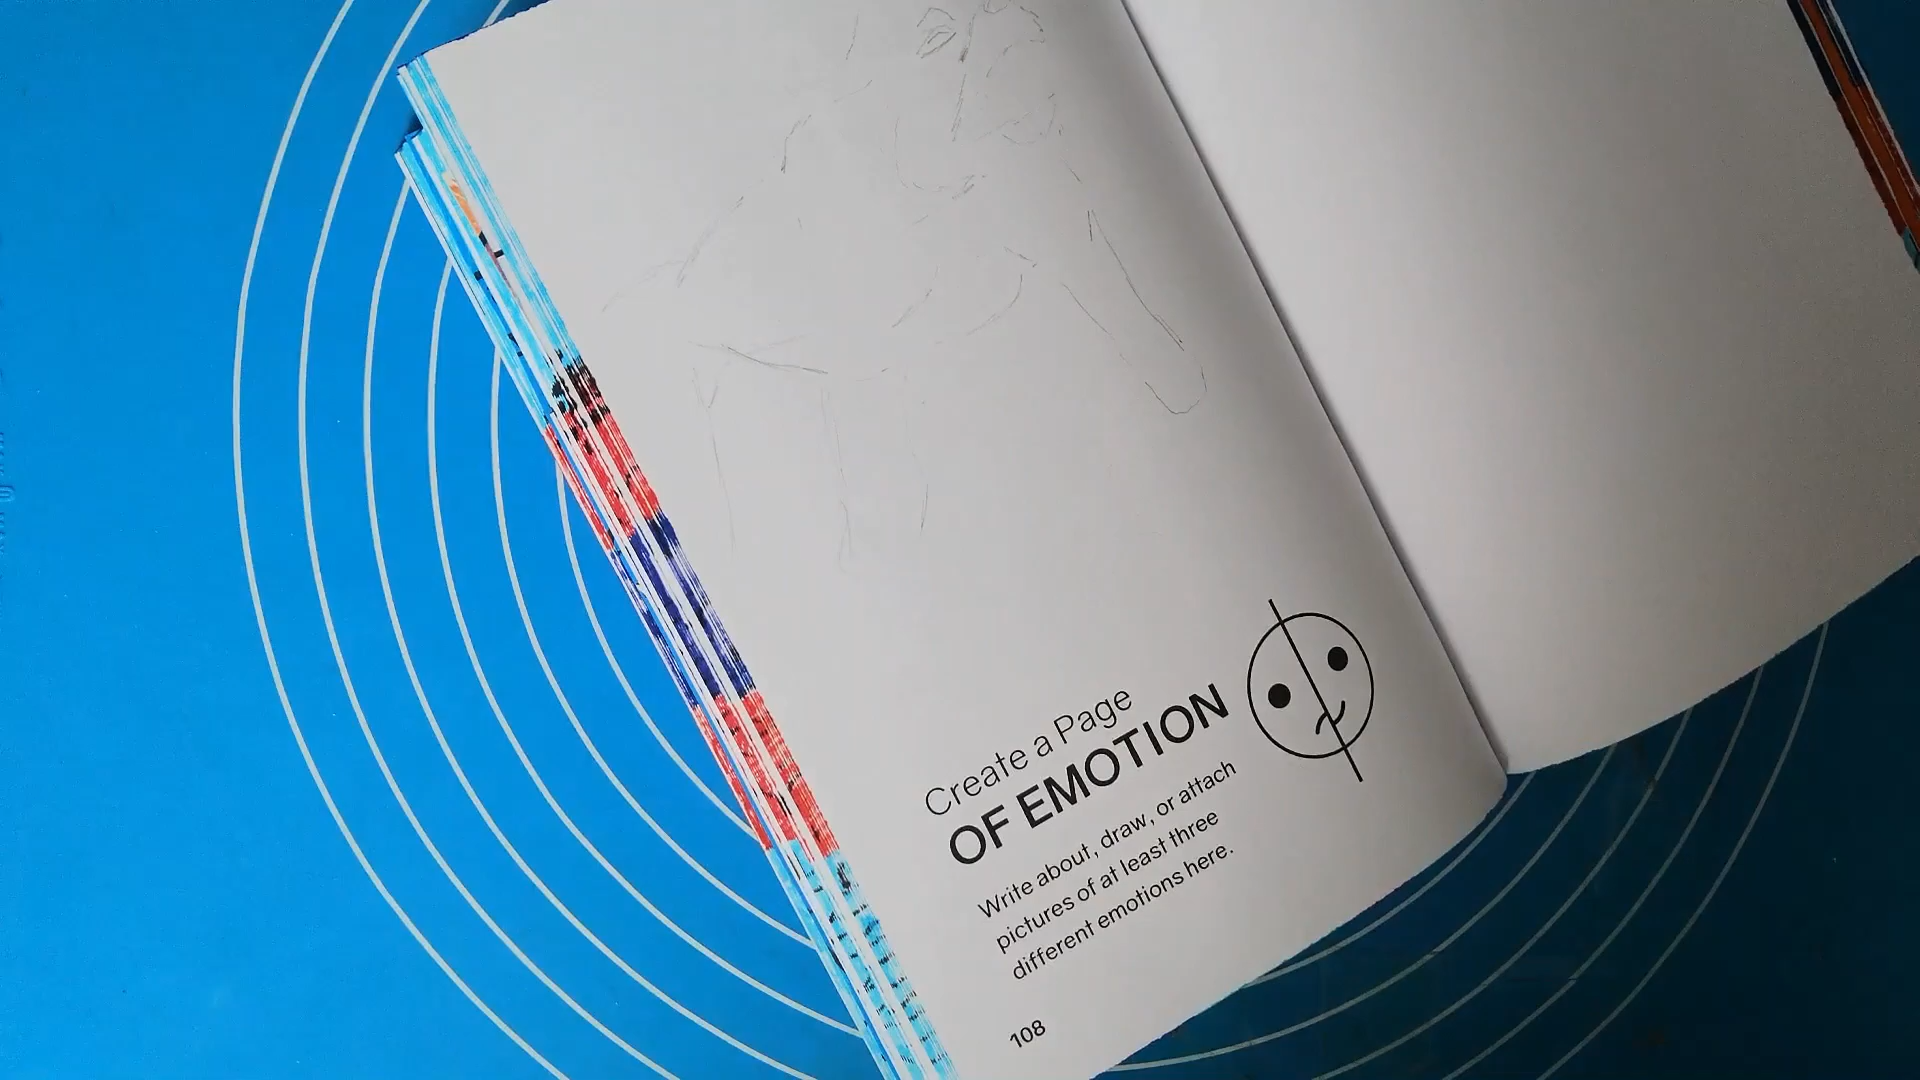 Create a Page
OF EMOTION
Write about, draw, or attach
pictures of at least three
different emotions here.
108